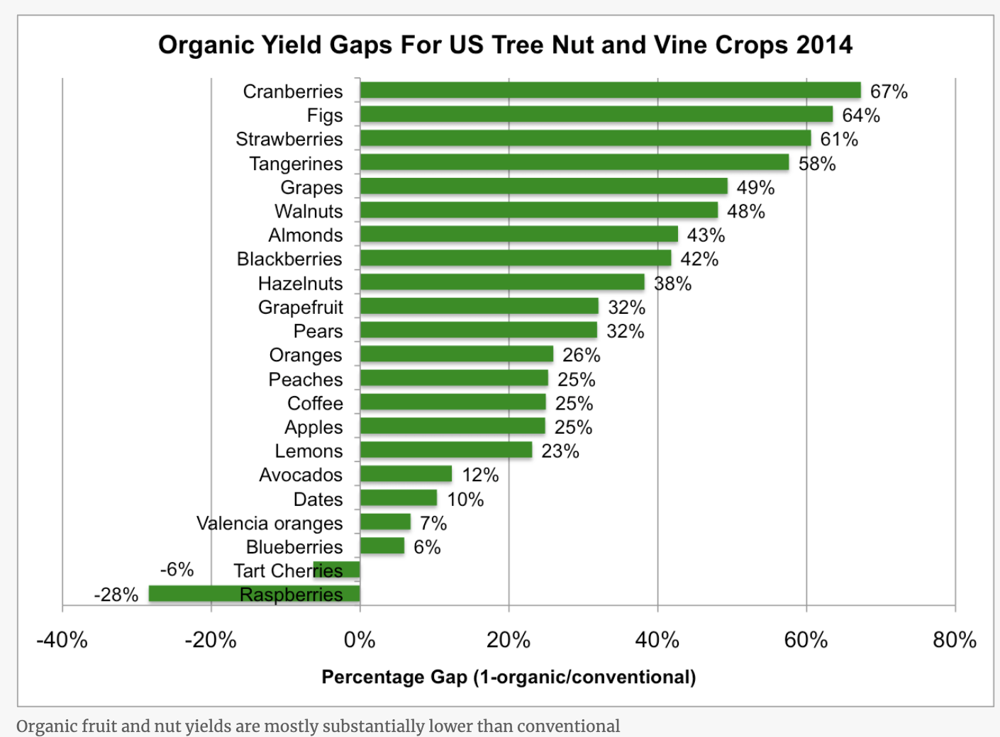 Organic Yield Gaps For US Tree Nut and Vine Crops 2014
Cranberries 67%
Figs 64%
Strawberries 61%
Tangerines 58%
Grapes 49%
Walnuts 48%
Almonds 43%
Blackberries 42%
Hazelnuts 38%
Grapefruit 32%
Pears 32%
Oranges 26%
Peaches 25%
Coffee 25%
Apples 25%
Lemons 23%
Avocados 12%
Dates 10%
Valencia oranges 7%
Blueberries 6%
-6% Tart Cherries
-28% Raspberries
-40% -20% 0% 20% 40% 60% 80%
Percentage Gap (1-organic/conventional)
Organic fruit and nut yields are mostly substantially lower than conventional